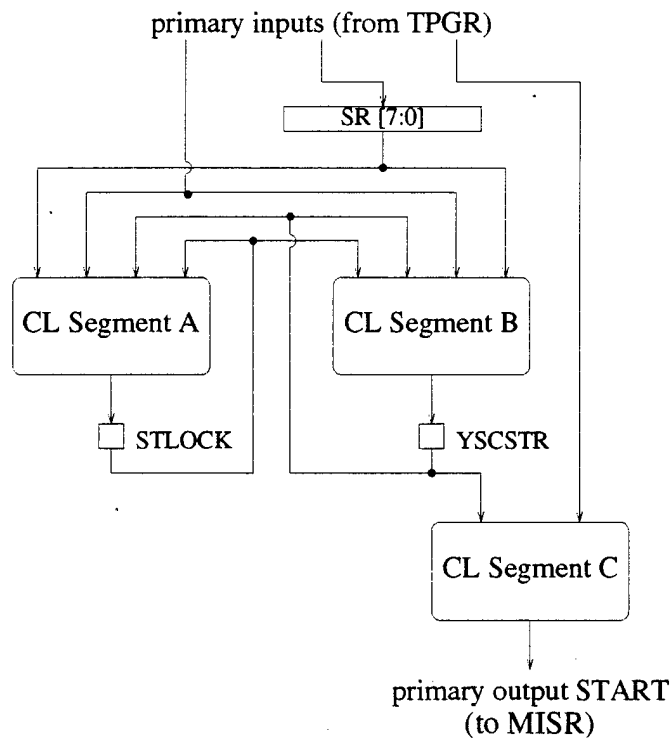 primary inputs (from TPGR)
SR [7:0]
CL Segment A
CL Segment B
STLOCK
YSCSTR
CL Segment C
primary output START
(to MISR)